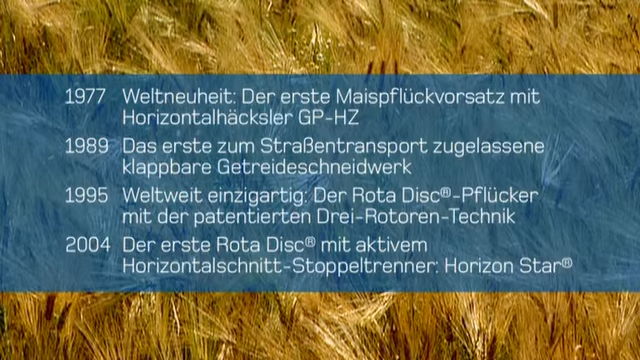 1977 Weltneuheit: Der erste Maispflückvorsatz mit
Horizontalhäcksler GP-HZ
1989 Das erste zum Straßentransport zugelassene
klappbare Getreideschneidwerk
1995 Weltweit einzigartig: Der Rota Disc®-Pflücker
mit der patentierten Drei-Rotoren-Technik
2004 Der erste Rota Disc® mit aktivem
Horizontalschnitt-Stoppeltrenner: Horizon Star®